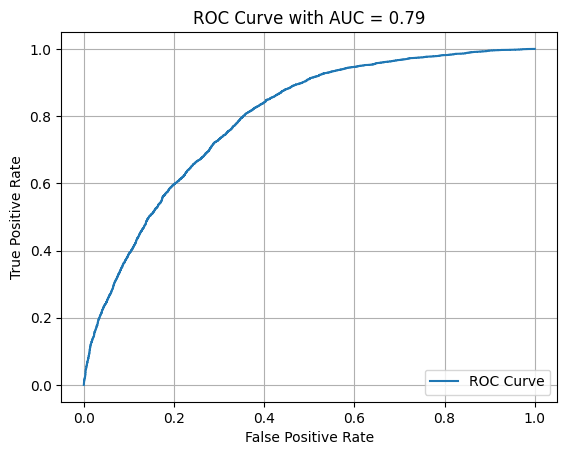 ROC Curve with AUC = 0.79
True Positive Rate
1.0
0.8
0.6
0.4
0.2
0.0
ROC Curve
0.0 0.2 0.4 0.6 0.8 1.0
False Positive Rate